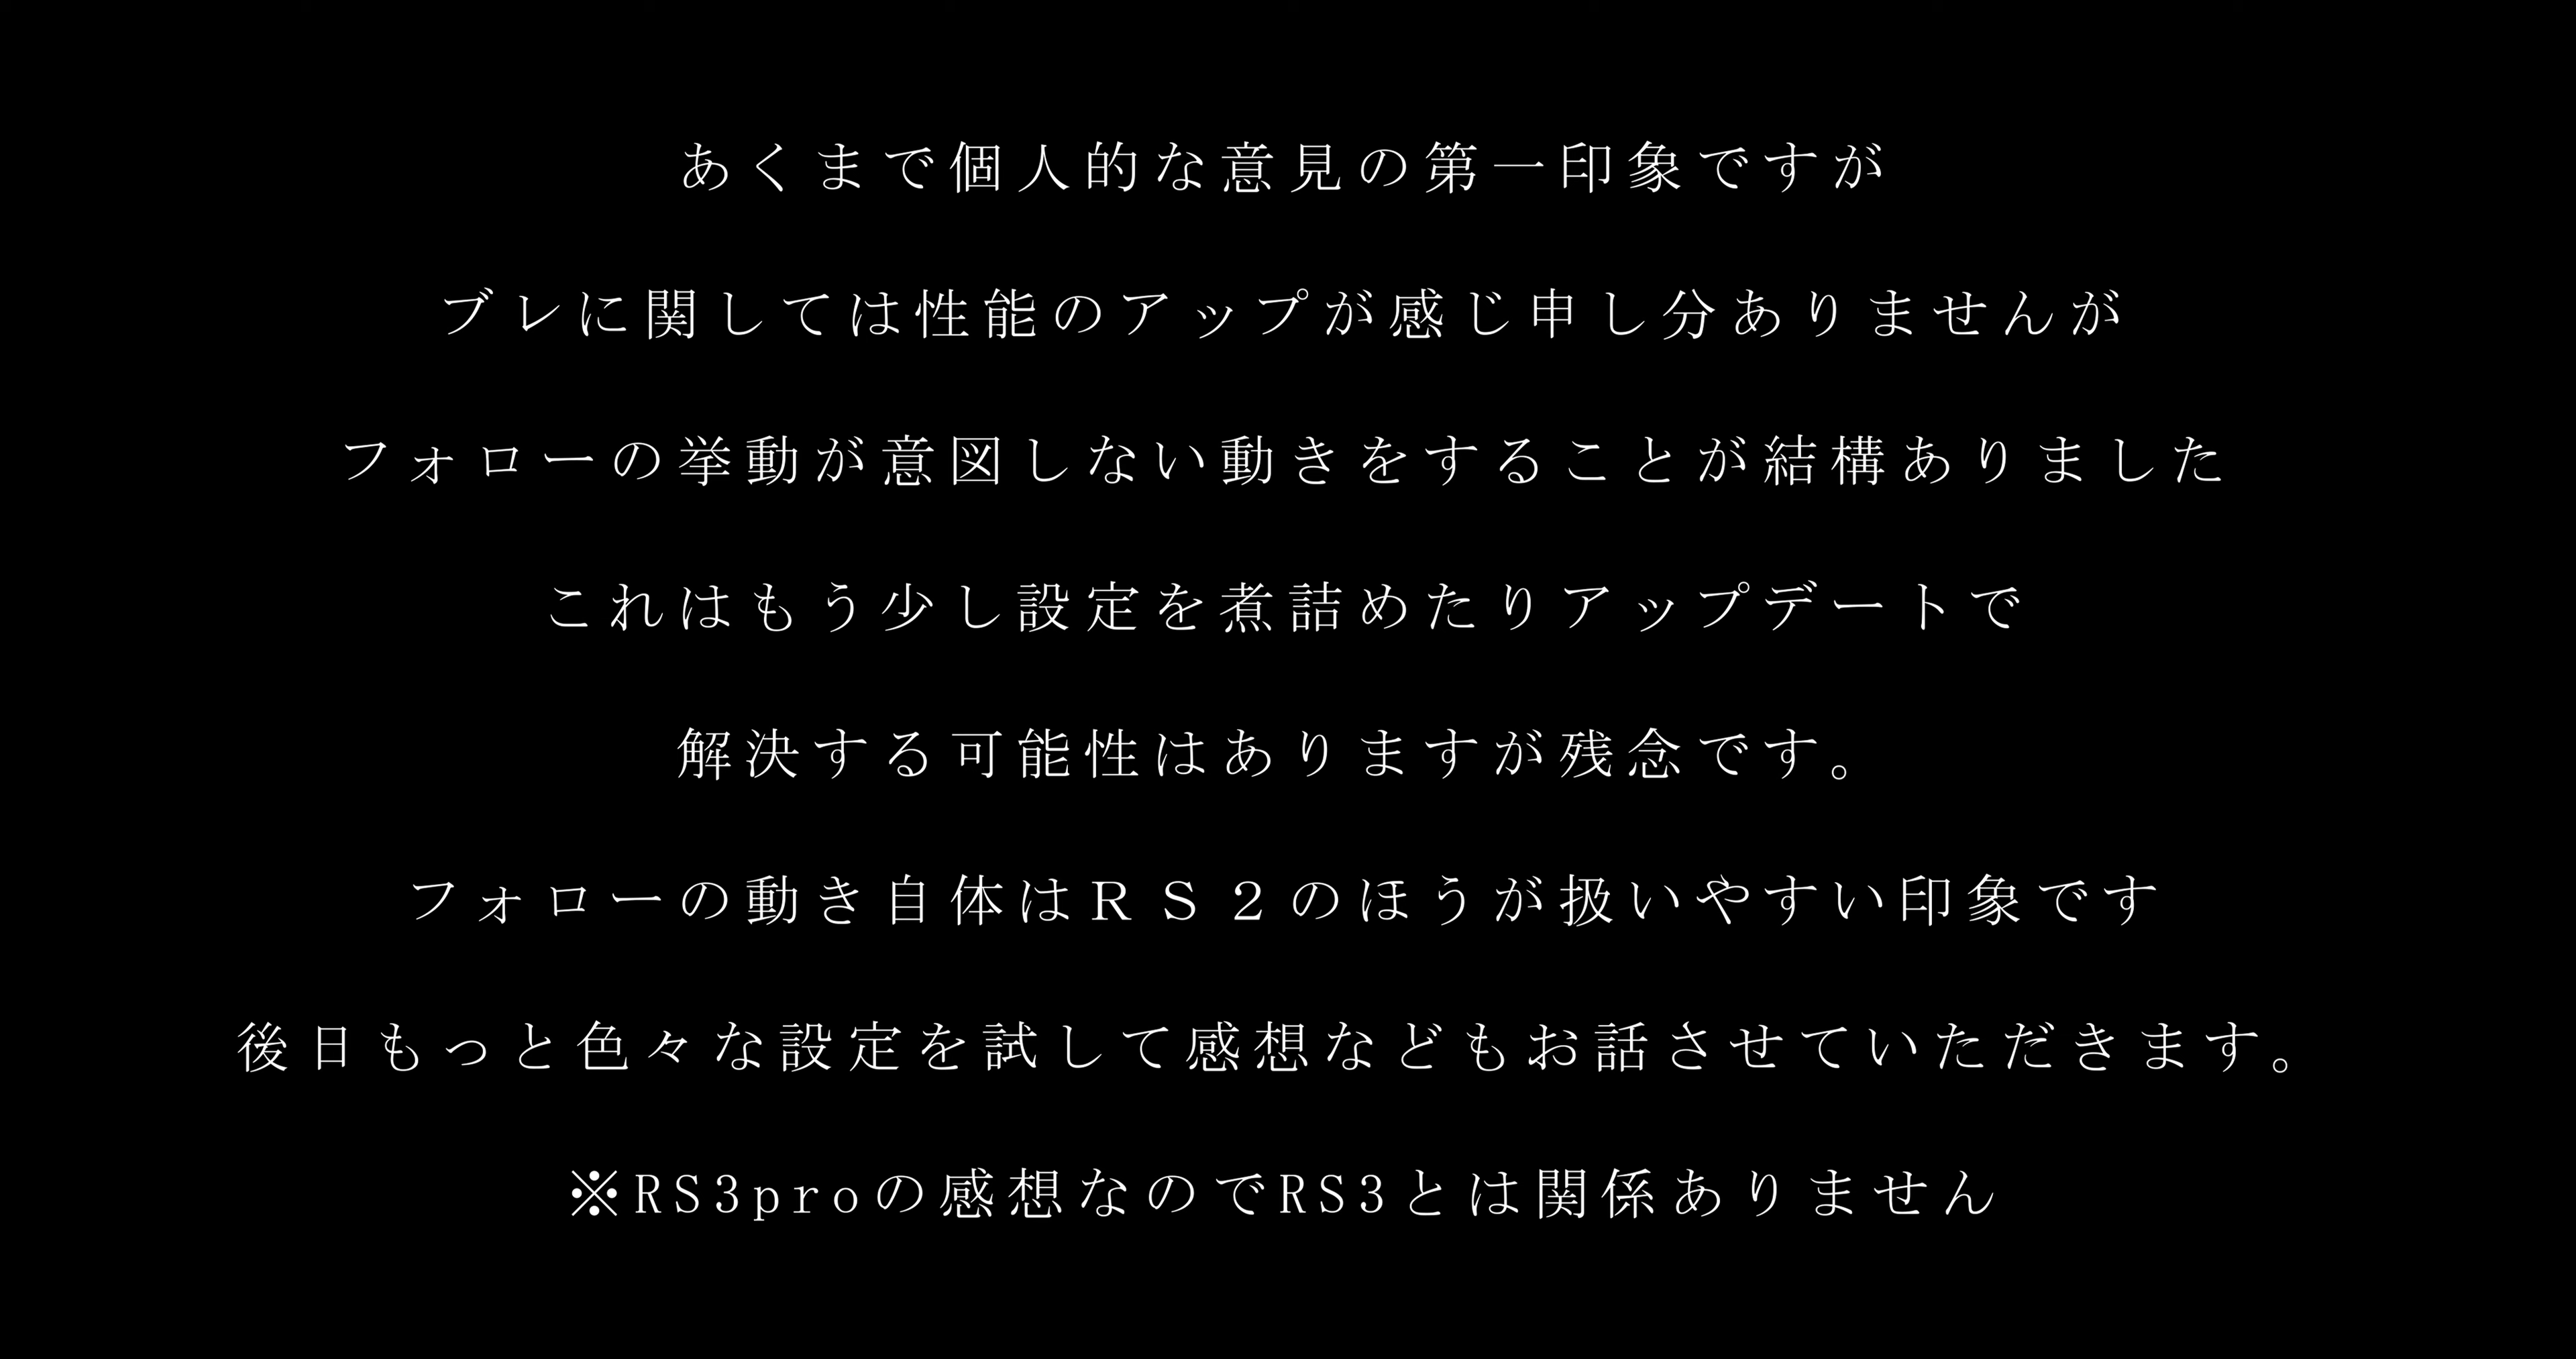 あくまで個人的な意見の第一印象ですが
ブレに関しては性能のアップが感じ申し分ありませんが
フォローの挙動が意図しない動きをすることが結構ありました
これはもう少し設定を煮詰めたりアップデートで
解決する可能性はありますが残念です。
フォローの動き自体はＲＳ２のほうが扱いやすい印象です
後日もっと色々な設定を試して感想などもお話させていただきます。
※RS3proの感想なのでRS3とは関係ありません